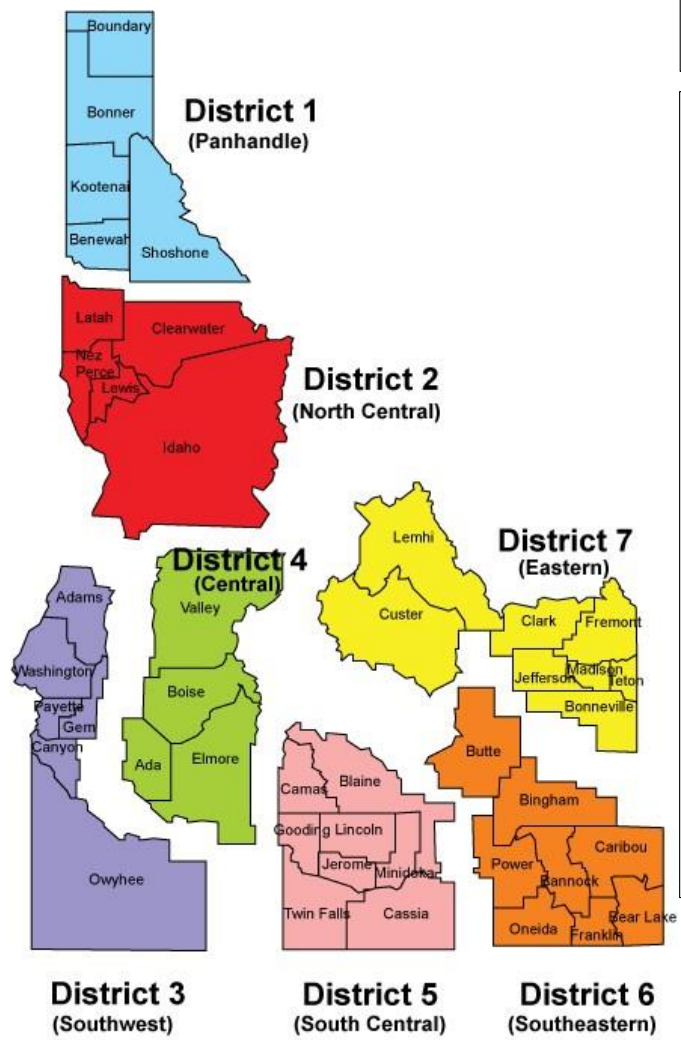 Boundary
Bonner
Kootenai
Benewah
Shoshone
District 1
(Panhandle)
Latah
Clearwater
Nez
Perce
Lewis
Idaho
District 2
(North Central)
Adams
Washington
Payette
Gem
Canyon
Owyhee
District 3
(Southwest)
District 4
(Central)
Valley
Boise
Ada
Elmore
Lemhi
Custer
Clark
Fremont
Jefferson
Madison
Teton
Bonneville
District 7
(Eastern)
Camas
Blaine
Gooding
Lincoln
Jerome
Minidoka
Twin Falls
Cassia
District 5
(South Central)
Butte
Bingham
Power
Bannock
Caribou
Oneida
Franklin
Bear Lake
District 6
(Southeastern)